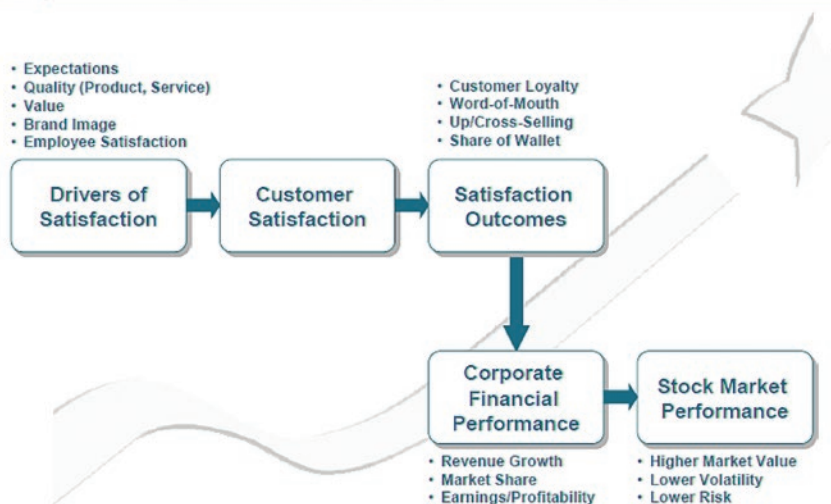 • Expectations
• Quality (Product, Service)
• Value
• Brand Image
• Employee Satisfaction
• Customer Loyalty
• Word-of-Mouth
• Up/Cross-Selling
• Share of Wallet
Drivers of
Satisfaction
Customer
Satisfaction
Satisfaction
Outcomes
Corporate
Financial
Performance
Stock Market
Performance
• Revenue Growth
• Market Share
• Earnings/Profitability
• Higher Market Value
• Lower Volatility
• Lower Risk